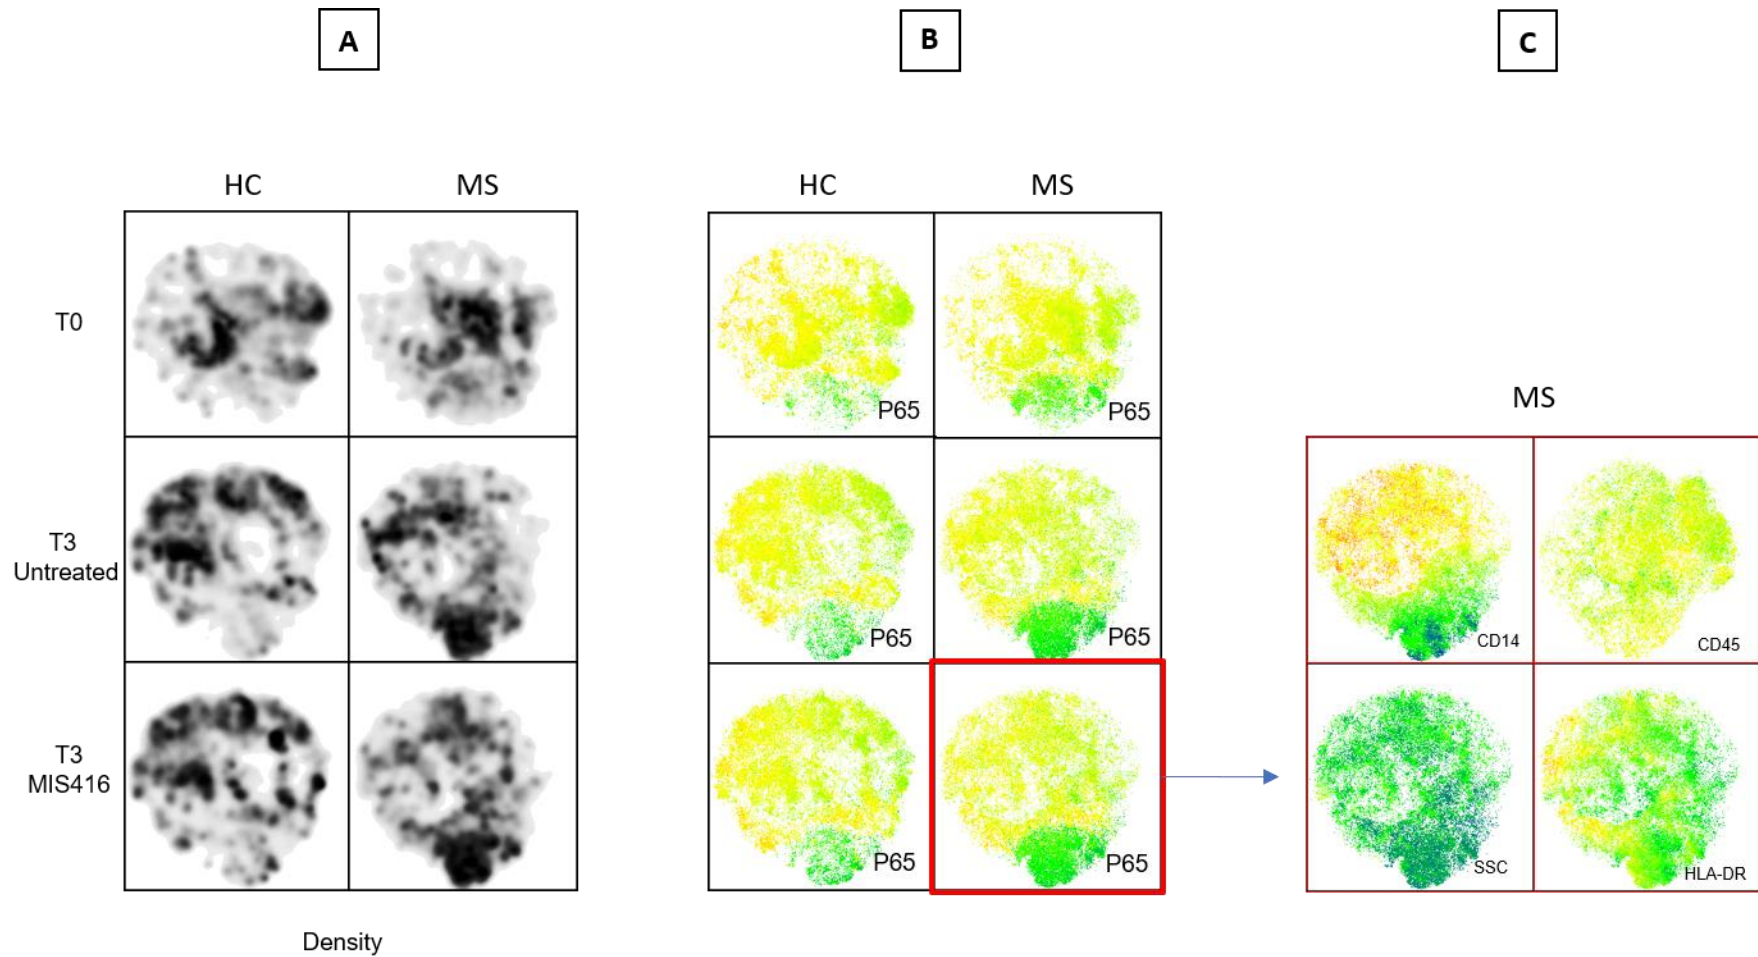 A
B
C
HC
MS
HC
MS
T0
P65
P65
MS
T3
Untreated
P65
P65
CD14
CD45
T3
MIS416
P65
P65
SSC
HLA-DR
Density